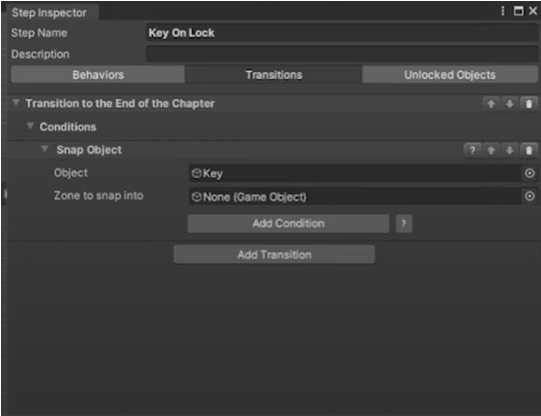 Step Inspector
Step Name Key On Lock
Description
Behaviors Transitions Unlocked Objects
Transition to the End of the Chapter
Conditions
Snap Object ?
Object Key
Zone to snap into None (Game Object)
Add Condition ?
Add Transition